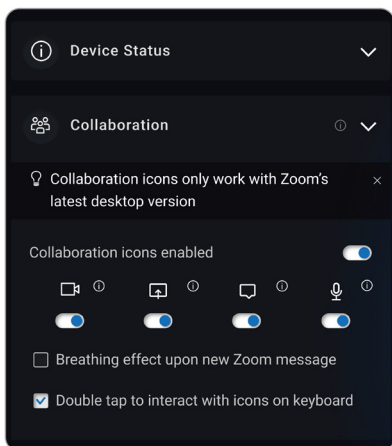 Device Status
Collaboration
Collaboration icons only work with Zoom's
latest desktop version
Collaboration icons enabled
Breathing effect upon new Zoom message
Double tap to interact with icons on keyboard